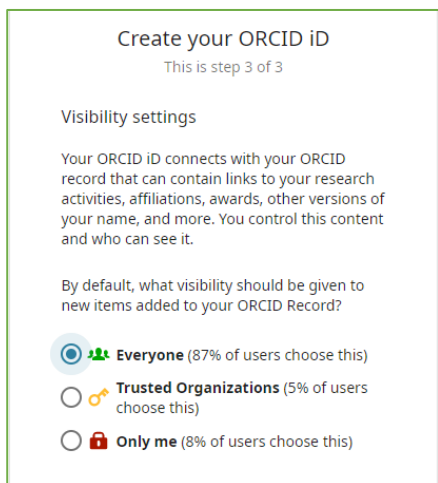 Create your ORCID iD
This is step 3 of 3
Visibility settings
Your ORCID iD connects with your ORCID
record that can contain links to your research
activities, affiliations, awards, other versions of
your name, and more. You control this content
and who can see it.
By default, what visibility should be given to
new items added to your ORCID Record?
Everyone (87% of users choose this)
Trusted Organizations (5% of users
choose this)
Only me (8% of users choose this)